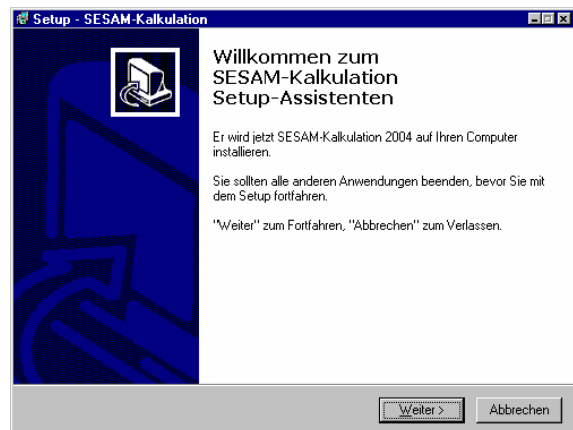 Setup - SESAM-Kalkulation
Willkommen zum
SESAM-Kalkulation
Setup-Assistenten
Er wird jetzt SESAM-Kalkulation 2004 auf Ihren Computer
installieren.
Sie sollten alle anderen Anwendungen beenden, bevor Sie mit
dem Setup fortfahren.
"Weiter" zum Fortfahren, "Abbrechen" zum Verlassen.
Weiter > Abbrechen